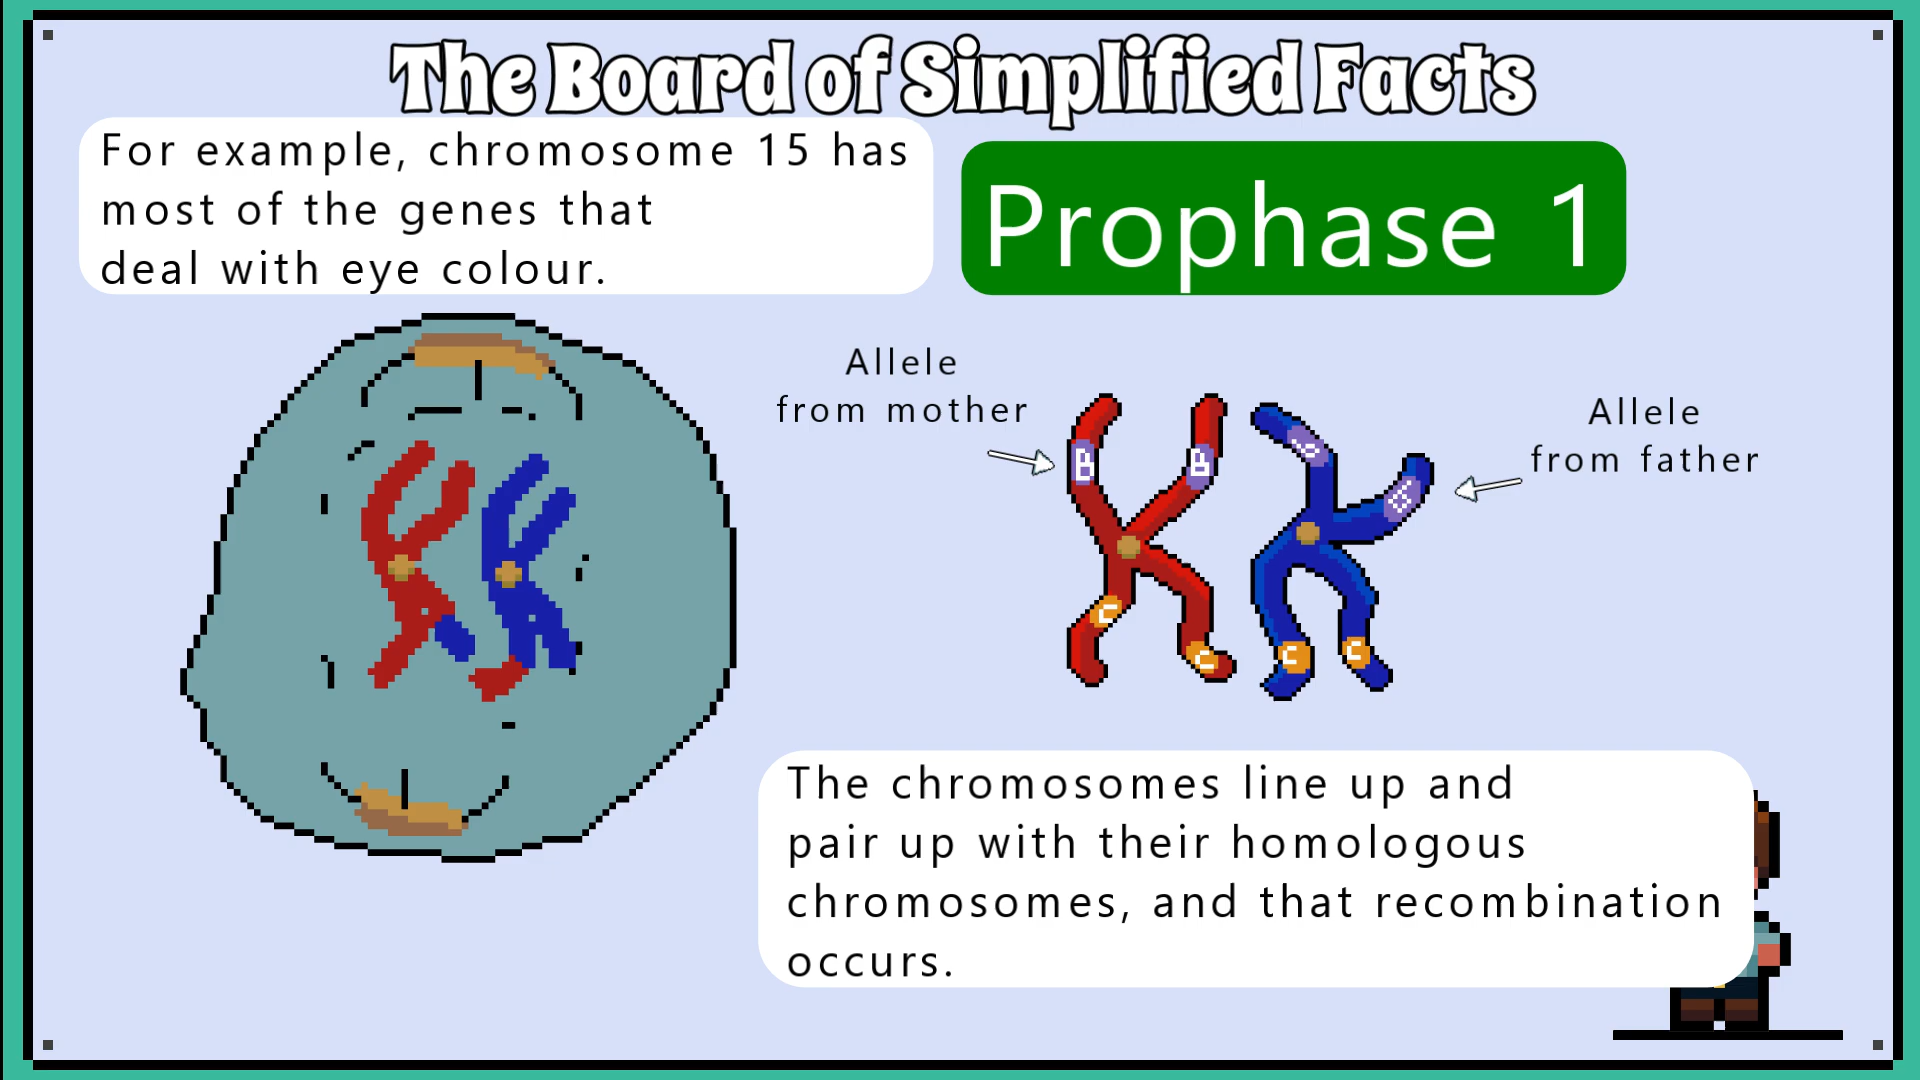 The Board of Simplified Facts
For example, chromosome 15 has
most of the genes that
deal with eye colour.
Prophase 1
Allele
from mother
Allele
from father
B
B
C
C
C
C
The chromosomes line up and
pair up with their homologous
chromosomes, and that recombination
occurs.